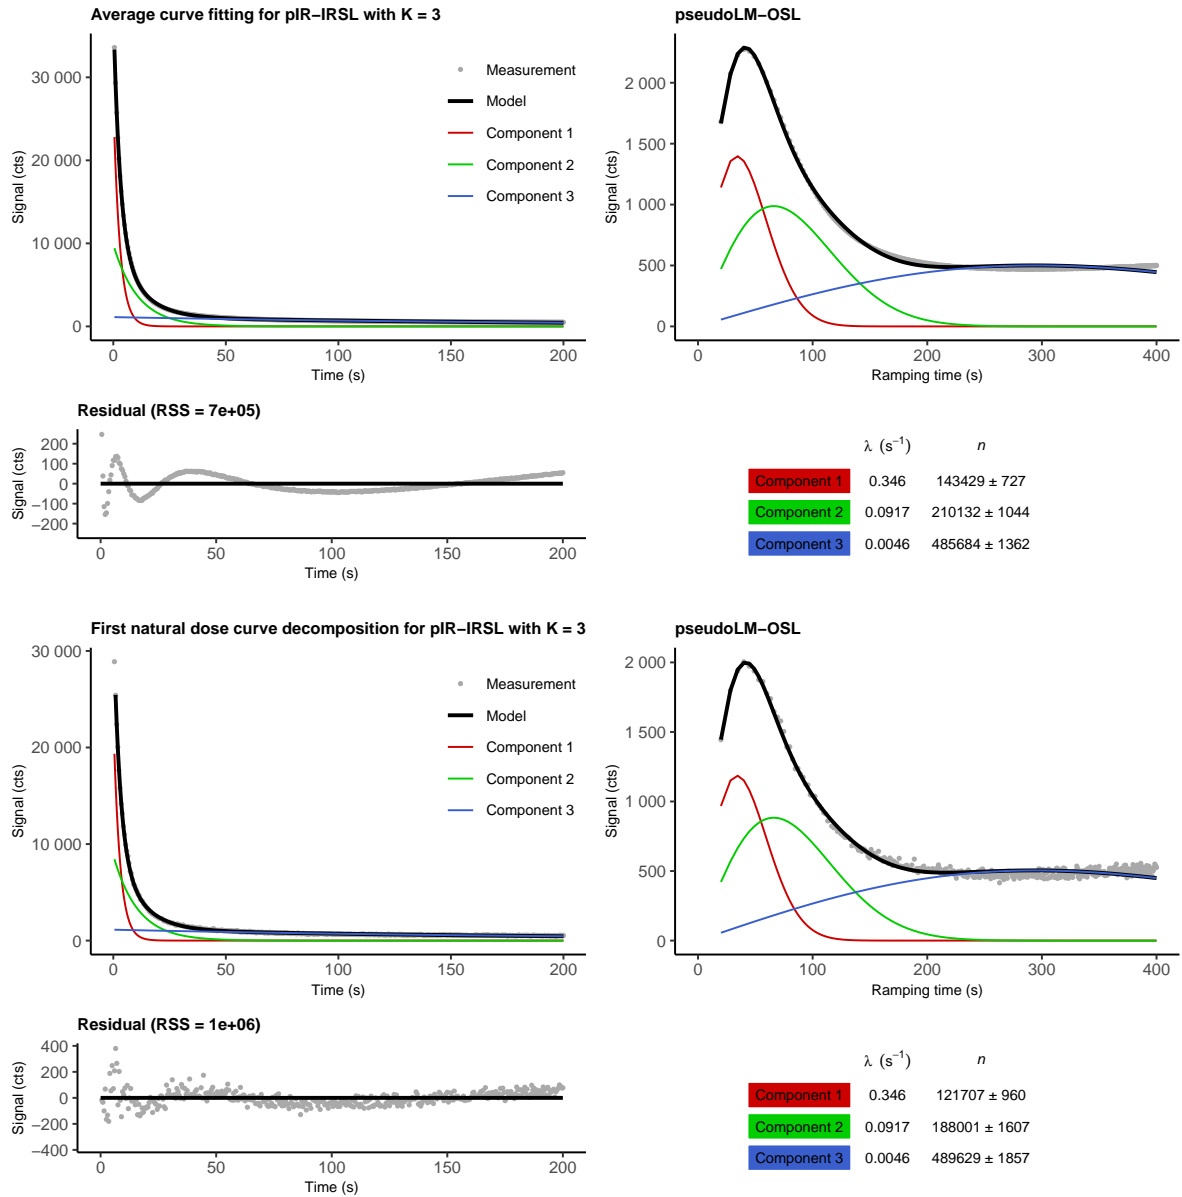 Average curve fitting for pIR−IRSL with K = 3
Signal (cts)
30 000
20 000
10 000
0
Measurement
Model
Component 1
Component 2
Component 3
0 50 100 150 200
Time (s)
pseudoLM−OSL
Signal (cts)
2 000
1 500
1 000
500
0
0 100 200 300 400
Ramping time (s)
Residual (RSS = 7e+05)
Signal (cts)
200
100
0
−100
−200
0 50 100 150 200
Time (s)
λ (s⁻¹) n
Component 1 0.346 143429 ± 727
Component 2 0.0917 210132 ± 1044
Component 3 0.0046 485684 ± 1362
First natural dose curve decomposition for pIR−IRSL with K = 3
Signal (cts)
30 000
20 000
10 000
0
Measurement
Model
Component 1
Component 2
Component 3
0 50 100 150 200
Time (s)
pseudoLM−OSL
Signal (cts)
2 000
1 500
1 000
500
0
0 100 200 300 400
Ramping time (s)
Residual (RSS = 1e+06)
Signal (cts)
400
200
0
−200
−400
0 50 100 150 200
Time (s)
λ (s⁻¹) n
Component 1 0.346 121707 ± 960
Component 2 0.0917 188001 ± 1607
Component 3 0.0046 489629 ± 1857